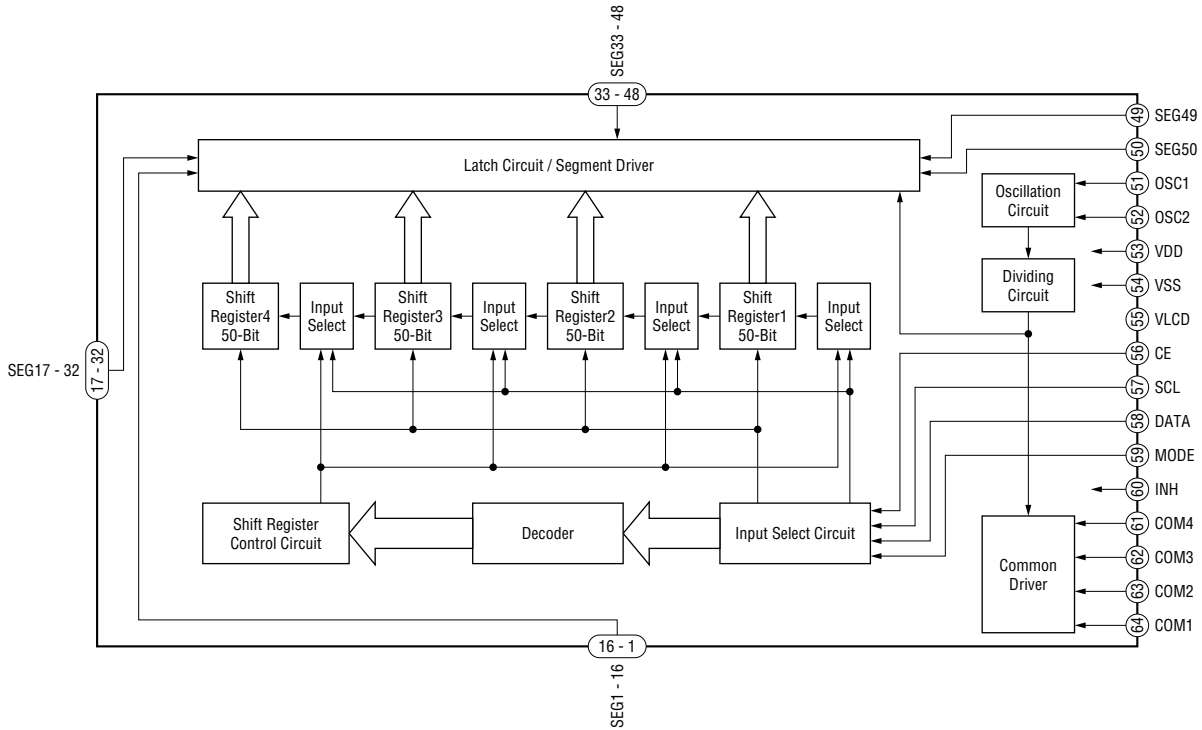 SEG33 - 48
33 - 48
49 SEG49
50 SEG50
Latch Circuit / Segment Driver
51 OSC1
Oscillation
Circuit
52 OSC2
53 VDD
Dividing
Circuit
54 VSS
55 VLCD
Shift
Register4
50-Bit
Input
Select
Shift
Register3
50-Bit
Input
Select
Shift
Register2
50-Bit
Input
Select
Shift
Register1
50-Bit
Input
Select
56 CE
SEG17 - 32
17 - 32
57 SCL
58 DATA
59 MODE
60 INH
Shift Register
Control Circuit
Decoder
Input Select Circuit
61 COM4
62 COM3
Common
Driver
63 COM2
64 COM1
16 - 1
SEG1 - 16